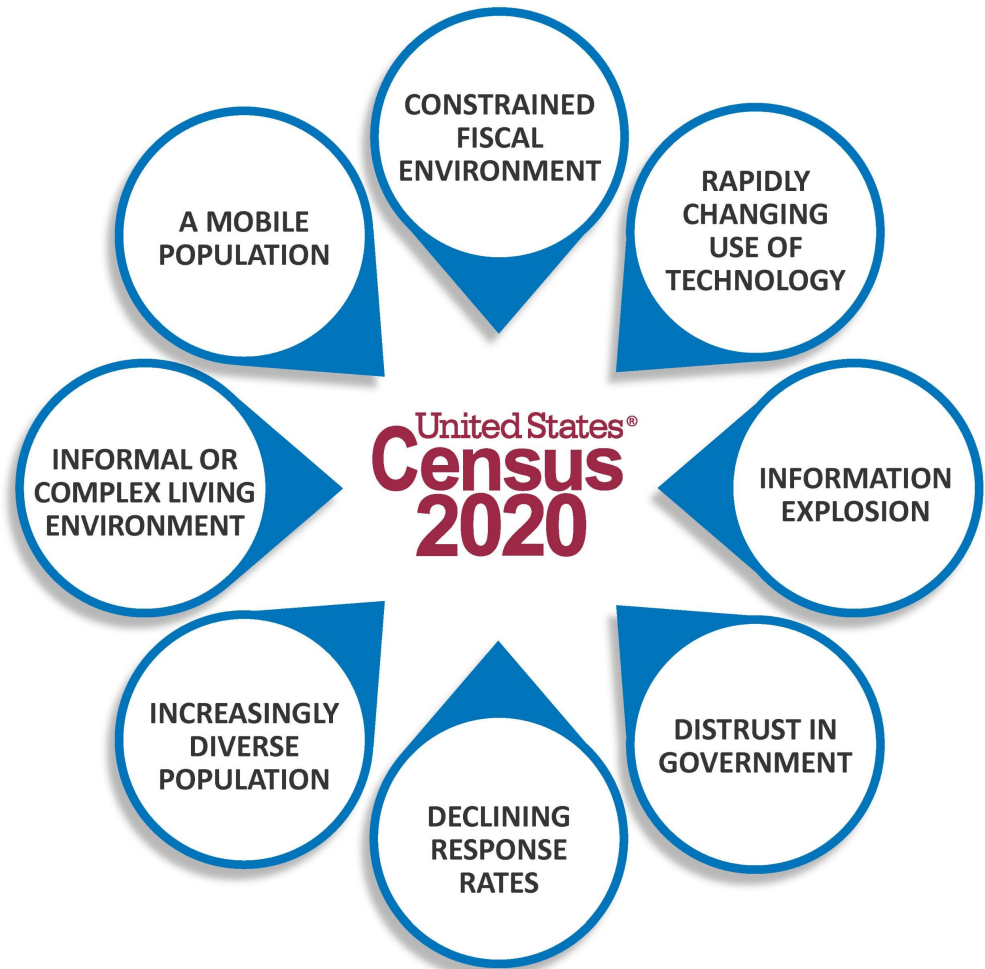 CONSTRAINED
FISCAL
ENVIRONMENT
RAPIDLY
CHANGING
USE OF
TECHNOLOGY
INFORMATION
EXPLOSION
DISTRUST IN
GOVERNMENT
DECLINING
RESPONSE
RATES
INCREASINGLY
DIVERSE
POPULATION
INFORMAL OR
COMPLEX LIVING
ENVIRONMENT
A MOBILE
POPULATION
United States®
Census
2020